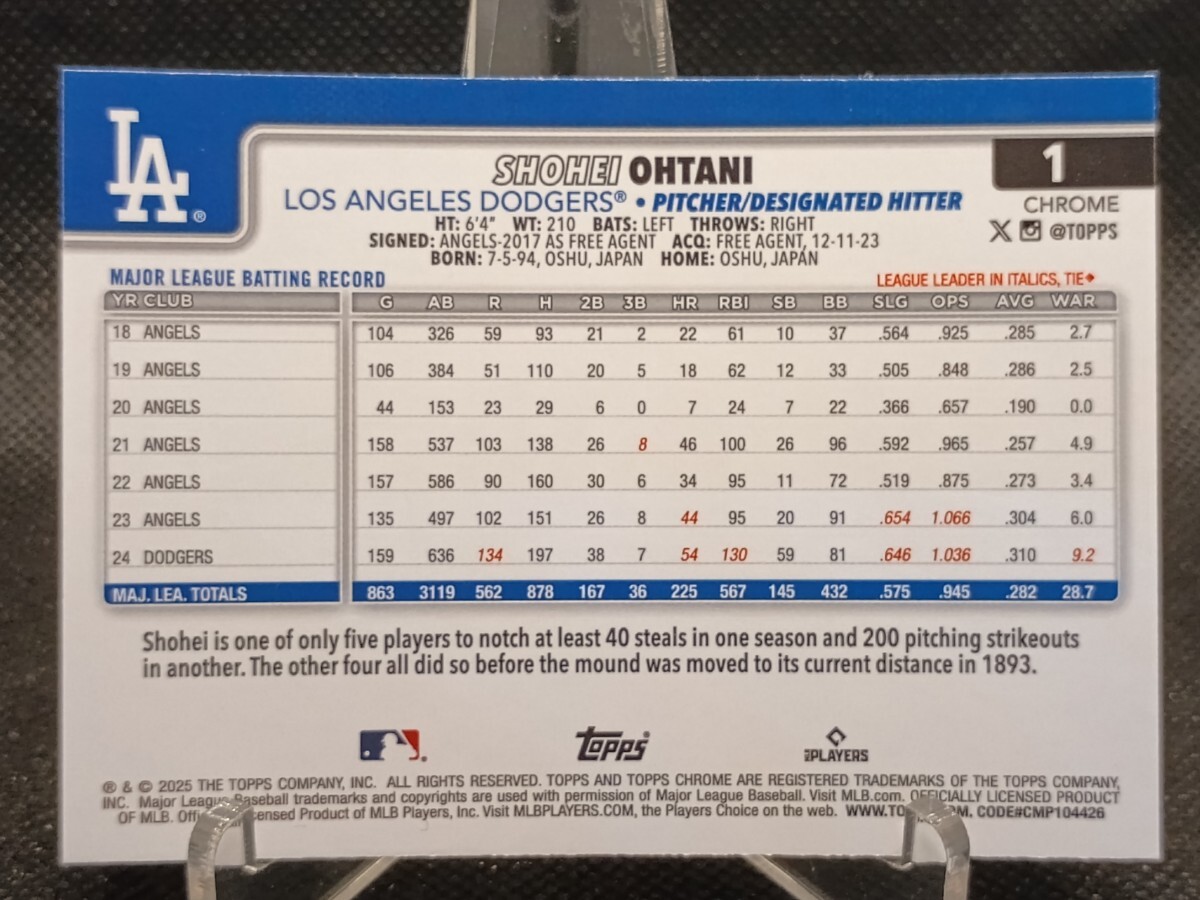 LA®
1
SHOHEI OHTANI
LOS ANGELES DODGERS® • PITCHER/DESIGNATED HITTER
CHROME
HT: 6'4" WT: 210 BATS: LEFT THROWS: RIGHT
@TOPPS
SIGNED: ANGELS-2017 AS FREE AGENT ACQ: FREE AGENT, 12-11-23
BORN: 7-5-94, OSHU, JAPAN HOME: OSHU, JAPAN
MAJOR LEAGUE BATTING RECORD
LEAGUE LEADER IN ITALICS, TIE♦
YR CLUB G AB R H 2B 3B HR RBI SB BB SLG OPS AVG WAR
18 ANGELS 104 326 59 93 21 2 22 61 10 37 .564 .925 .285 2.7
19 ANGELS 106 384 51 110 20 5 18 62 12 33 .505 .848 .286 2.5
20 ANGELS 44 153 23 29 6 0 7 24 7 22 .366 .657 .190 0.0
21 ANGELS 158 537 103 138 26 8 46 100 26 96 .592 .965 .257 4.9
22 ANGELS 157 586 90 160 30 6 34 95 11 72 .519 .875 .273 3.4
23 ANGELS 135 497 102 151 26 8 44 95 20 91 .654 1.066 .304 6.0
24 DODGERS 159 636 134 197 38 7 54 130 59 81 .646 1.036 .310 9.2
MAJ. LEA. TOTALS 863 3119 562 878 167 36 225 567 145 432 .575 .945 .282 28.7
Shohei is one of only five players to notch at least 40 steals in one season and 200 pitching strikeouts
in another. The other four all did so before the mound was moved to its current distance in 1893.
Topps PLAYERS
® & © 2025 THE TOPPS COMPANY, INC. ALL RIGHTS RESERVED. TOPPS AND TOPPS CHROME ARE REGISTERED TRADEMARKS OF THE TOPPS COMPANY,
INC. Major League Baseball trademarks and copyrights are used with permission of Major League Baseball. Visit MLB.com. OFFICIALLY LICENSED PRODUCT
OF MLB. Product of MLB Players, Inc. Visit MLBPLAYERS.COM, the Players Choice on the web. CODE#CMP104426